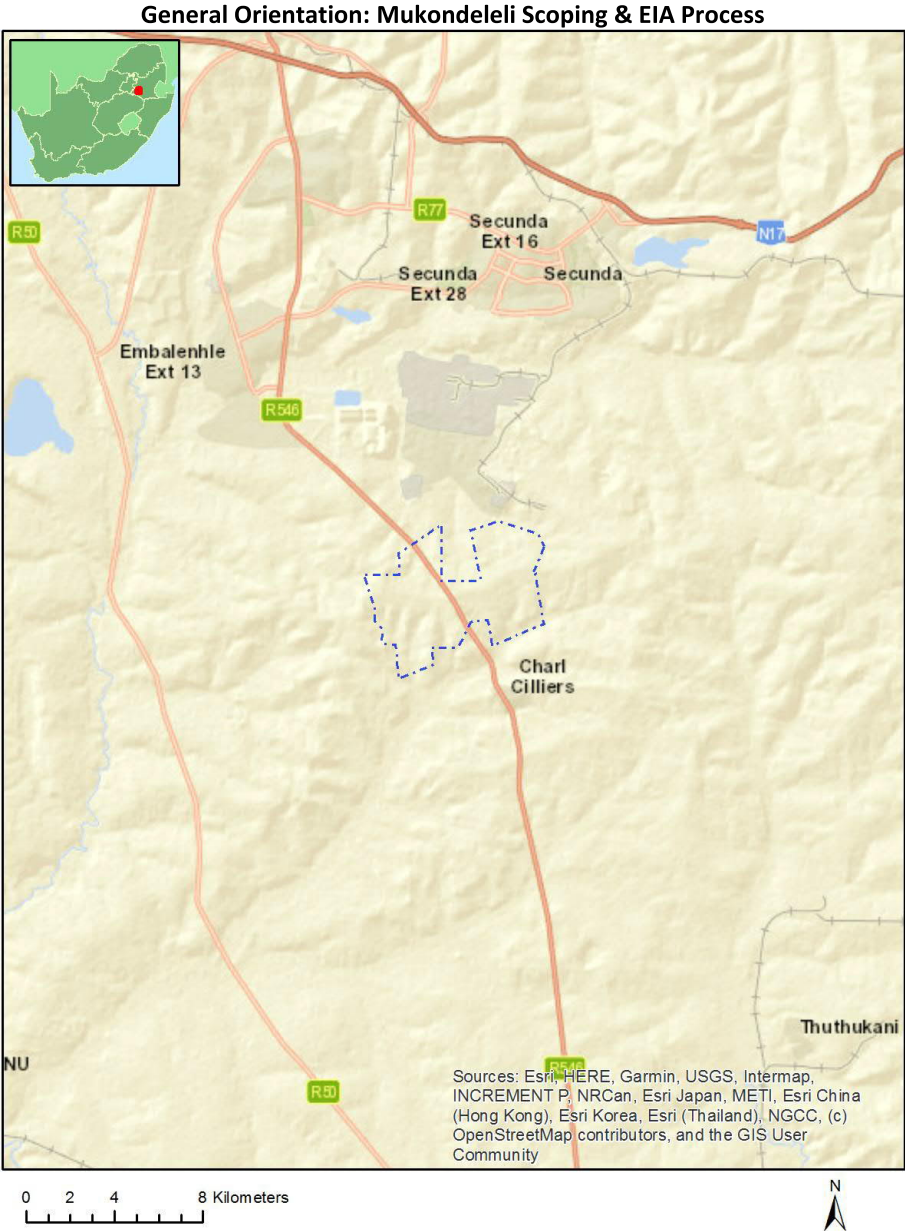 General Orientation: Mukondeleli Scoping & EIA Process
R50
R77
Secunda
Ext 16
N17
Secunda
Ext 28
Secunda
Embalenhle
Ext 13
R546
Charl
Cilliers
Thuthukani
NU
R546
R50
Sources: Esri, HERE, Garmin, USGS, Intermap,
INCREMENT P, NRCan, Esri Japan, METI, Esri China
(Hong Kong), Esri Korea, Esri (Thailand), NGCC, (c)
OpenStreetMap contributors, and the GIS User
Community
0 2 4 8 Kilometers
N